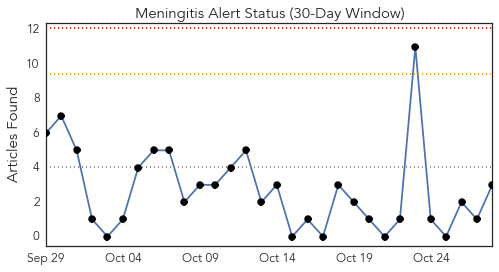 Meningitis Alert Status (30-Day Window)
Articles Found
12
10
8
6
4
2
0
Sep 29 Oct 04 Oct 09 Oct 14 Oct 19 Oct 24